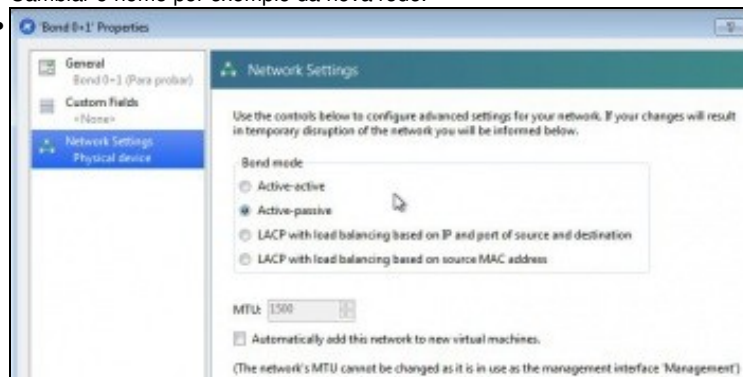 Cambiar o nome por exemplo da nova rede.
'Bond 0+1' Properties
General
Bond 0+1 (Para probar)
Custom Fields
<None>
Network Settings
Physical device
Network Settings
Use the controls below to configure advanced settings for your network. If your changes will result
in temporary disruption of the network you will be informed below.
Bond mode
Active-active
Active-passive
LACP with load balancing based on IP and port of source and destination
LACP with load balancing based on source MAC address
MTU: 1500
Automatically add this network to new virtual machines.
(The network's MTU cannot be changed as it is in use as the management interface 'Management')